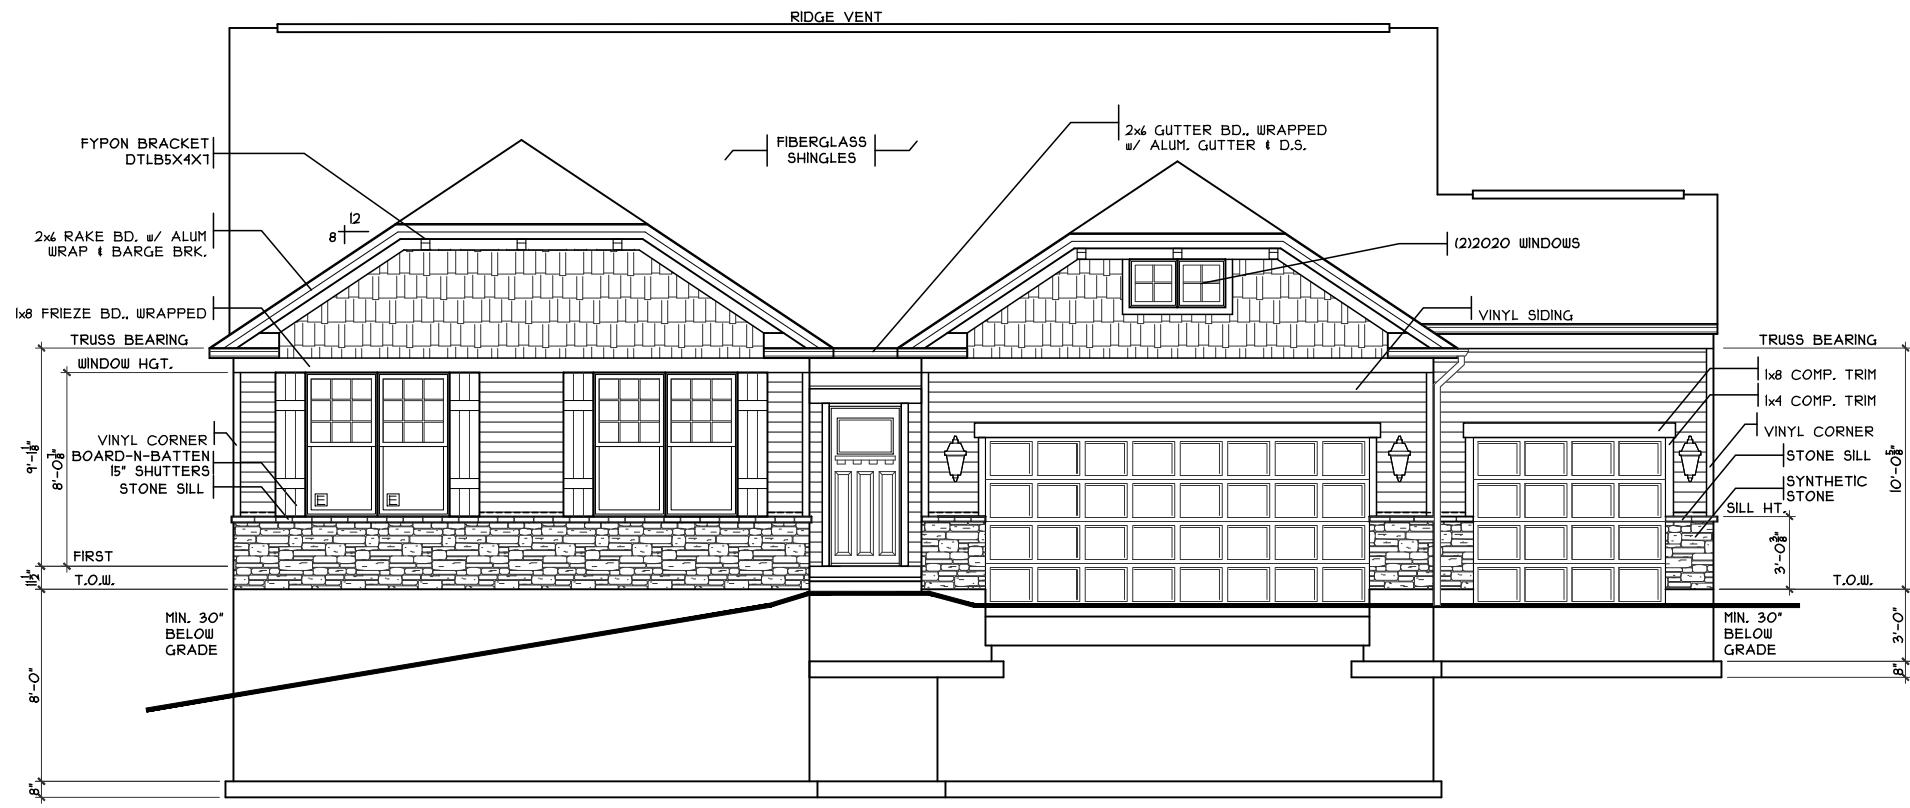 RIDGE VENT
FYPON BRACKET
DTLB5X4X7
FIBERGLASS
SHINGLES
2x6 GUTTER BD., WRAPPED
w/ ALUM. GUTTER & D.S.
12
8
2x6 RAKE BD. w/ ALUM
WRAP & BARGE BRK.
(2)2020 WINDOWS
1x8 FRIEZE BD., WRAPPED
VINYL SIDING
TRUSS BEARING
TRUSS BEARING
WINDOW HGT.
1x8 COMP. TRIM
1x4 COMP. TRIM
VINYL CORNER
VINYL CORNER
BOARD-N-BATTEN
15" SHUTTERS
STONE SILL
STONE SILL
SYNTHETIC
STONE
SILL HT.
9'-1 1/8"
8'-0 7/8"
10'-0 5/8"
E
E
FIRST
T.O.W.
11 1/2"
3'-0 3/8"
T.O.W.
MIN. 30"
BELOW
GRADE
MIN. 30"
BELOW
GRADE
8'-0"
3'-0"
8"
8"